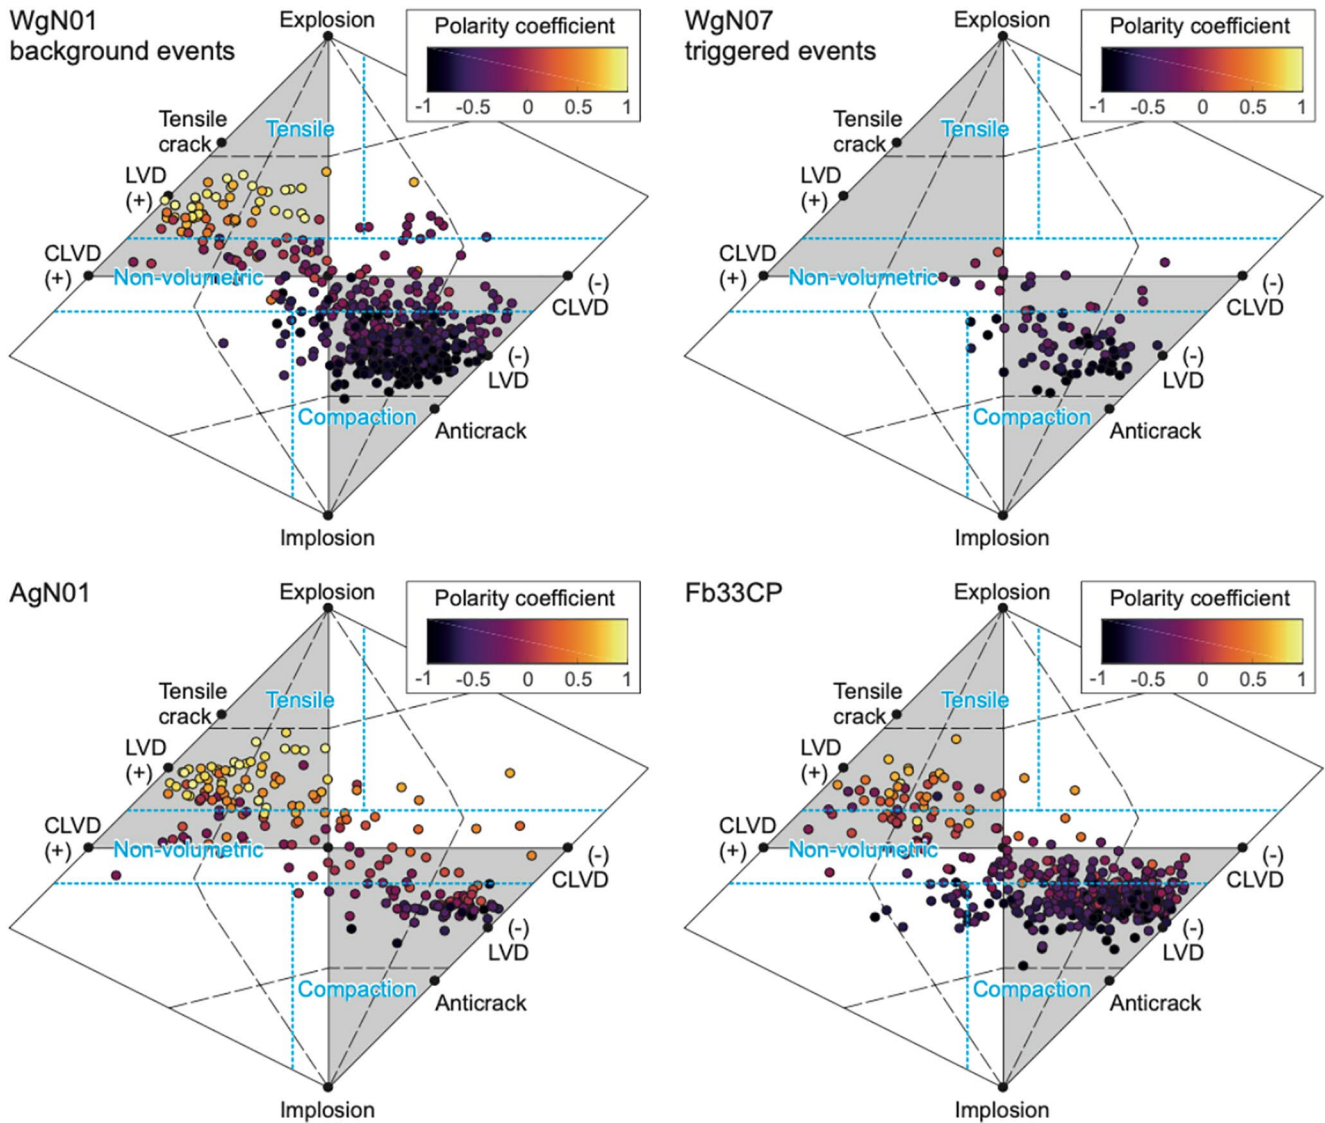 WgN01
background events
Explosion
Polarity coefficient
-1 -0.5 0 0.5 1
Tensile
crack
Tensile
LVD
(+)
CLVD
(+)
Non-volumetric
(-)
CLVD
(-)
LVD
Compaction
Anticrack
Implosion
WgN07
triggered events
Explosion
Polarity coefficient
-1 -0.5 0 0.5 1
Tensile
crack
Tensile
LVD
(+)
CLVD
(+)
Non-volumetric
(-)
CLVD
(-)
LVD
Compaction
Anticrack
Implosion
AgN01
Explosion
Polarity coefficient
-1 -0.5 0 0.5 1
Tensile
crack
Tensile
LVD
(+)
CLVD
(+)
Non-volumetric
(-)
CLVD
(-)
LVD
Compaction
Anticrack
Implosion
Fb33CP
Explosion
Polarity coefficient
-1 -0.5 0 0.5 1
Tensile
crack
Tensile
LVD
(+)
CLVD
(+)
Non-volumetric
(-)
CLVD
(-)
LVD
Compaction
Anticrack
Implosion